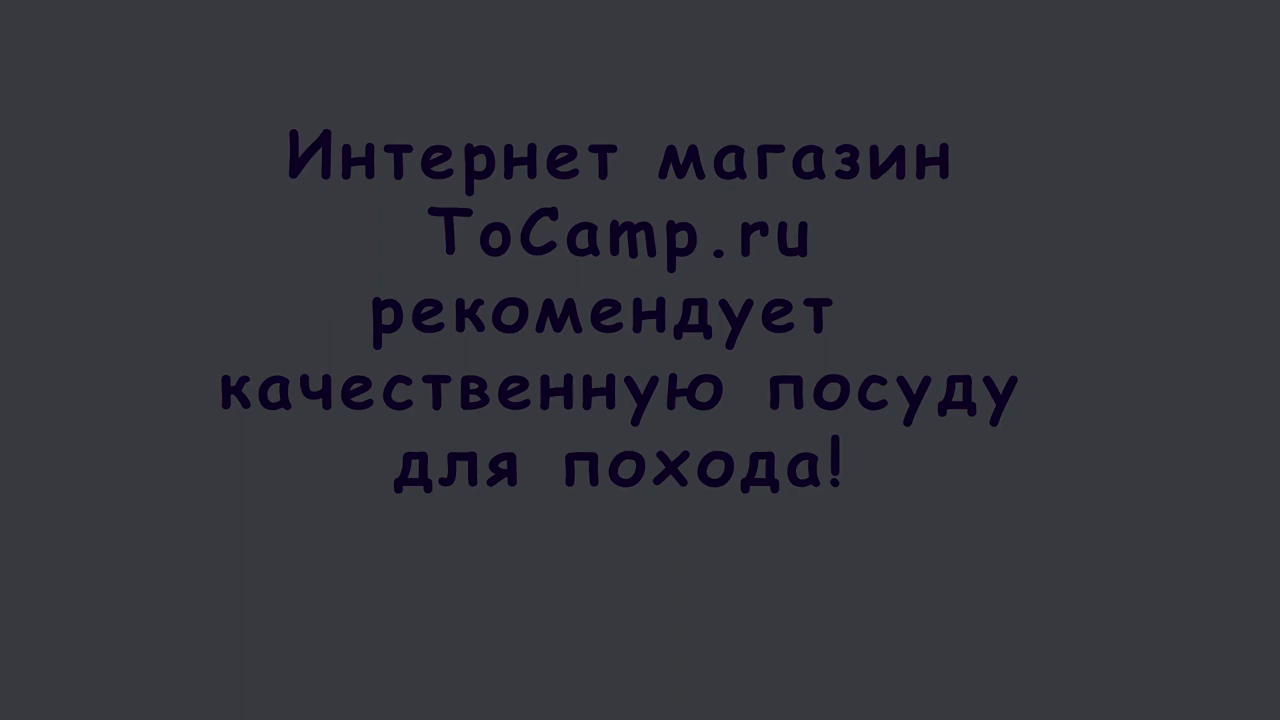 Интернет магазин
ToCamp.ru
рекомендует
качественную посуду
для похода!